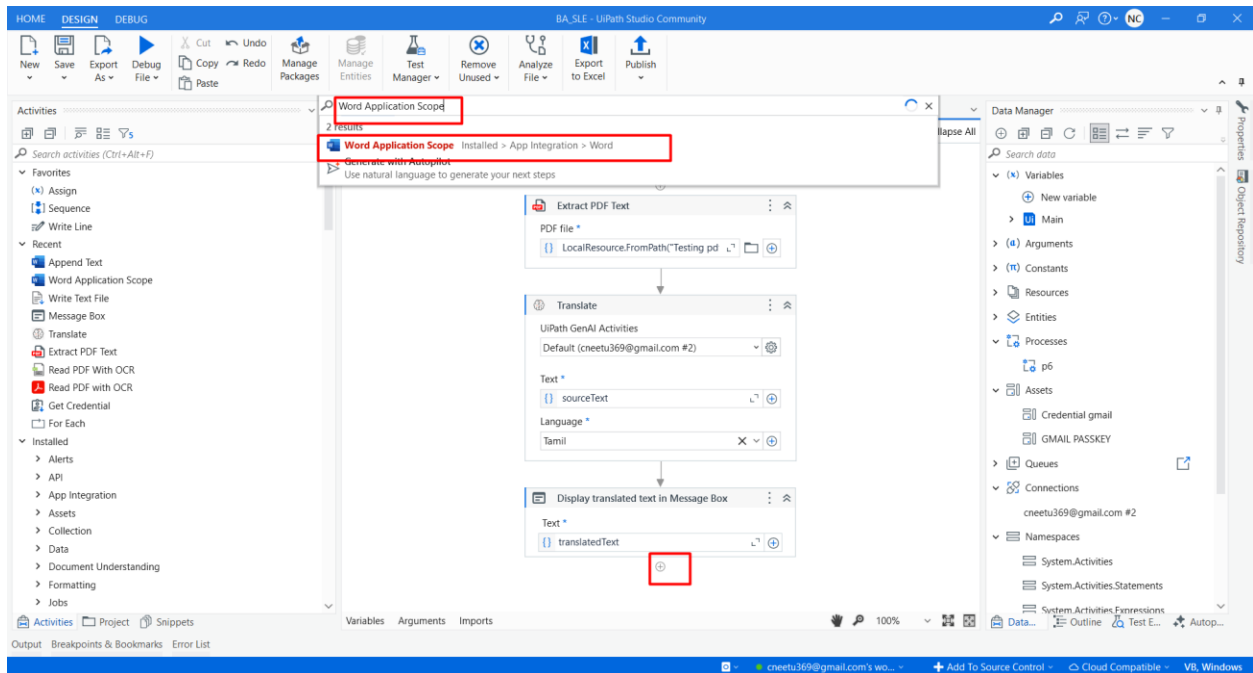 HOME DESIGN DEBUG
BA_SLE - UiPath Studio Community
NC
New
Save
Export As
Debug File
Cut
Copy
Paste
Undo
Redo
Manage Packages
Manage Entities
Test Manager
Remove Unused
Analyze File
Export to Excel
Publish
Activities
Search activities (Ctrl+Alt+F)
Favorites
Assign
Sequence
Write Line
Recent
Append Text
Word Application Scope
Write Text File
Message Box
Translate
Extract PDF Text
Read PDF With OCR
Read PDF with OCR
Get Credential
For Each
Installed
Alerts
API
App Integration
Assets
Collection
Data
Document Understanding
Formatting
Jobs
Activities Project Snippets
Word Application Scope
2 results
Word Application Scope Installed > App Integration > Word
Generate with Autopilot
Use natural language to generate your next steps
llapse All
Extract PDF Text
PDF file *
{} LocalResource.FromPath("Testing pd
Translate
UiPath GenAI Activities
Default (cneetu369@gmail.com #2)
Text *
{} sourceText
Language *
Tamil
Display translated text in Message Box
Text *
{} translatedText
Variables Arguments Imports
100%
Data Manager
Search data
(x) Variables
New variable
Main
Arguments
(π) Constants
Resources
Entities
Processes
p6
Assets
Credential gmail
GMAIL PASSKEY
Queues
Connections
cneetu369@gmail.com #2
Namespaces
System.Activities
System.Activities.Statements
System.Activities.Expressions
Data... Outline Test E... Autop...
Properties
Object Repository
Output Breakpoints & Bookmarks Error List
cneetu369@gmail.com's wo...
Add To Source Control
Cloud Compatible
VB, Windows